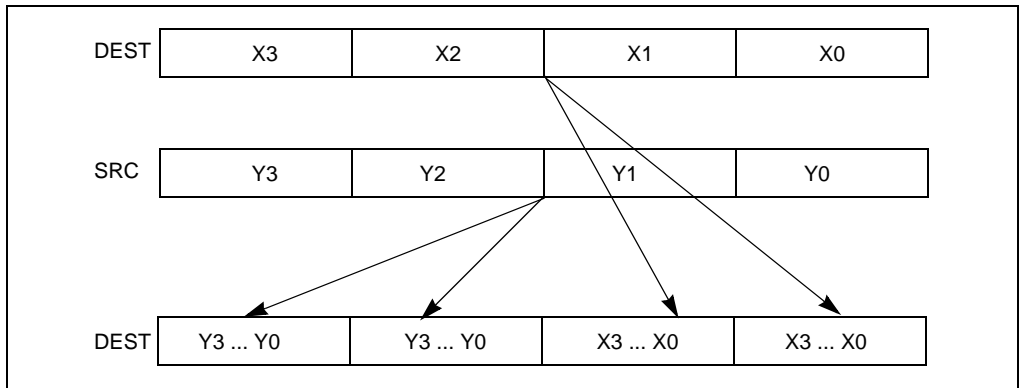 DEST X3 X2 X1 X0
SRC Y3 Y2 Y1 Y0
DEST Y3 ... Y0 Y3 ... Y0 X3 ... X0 X3 ... X0